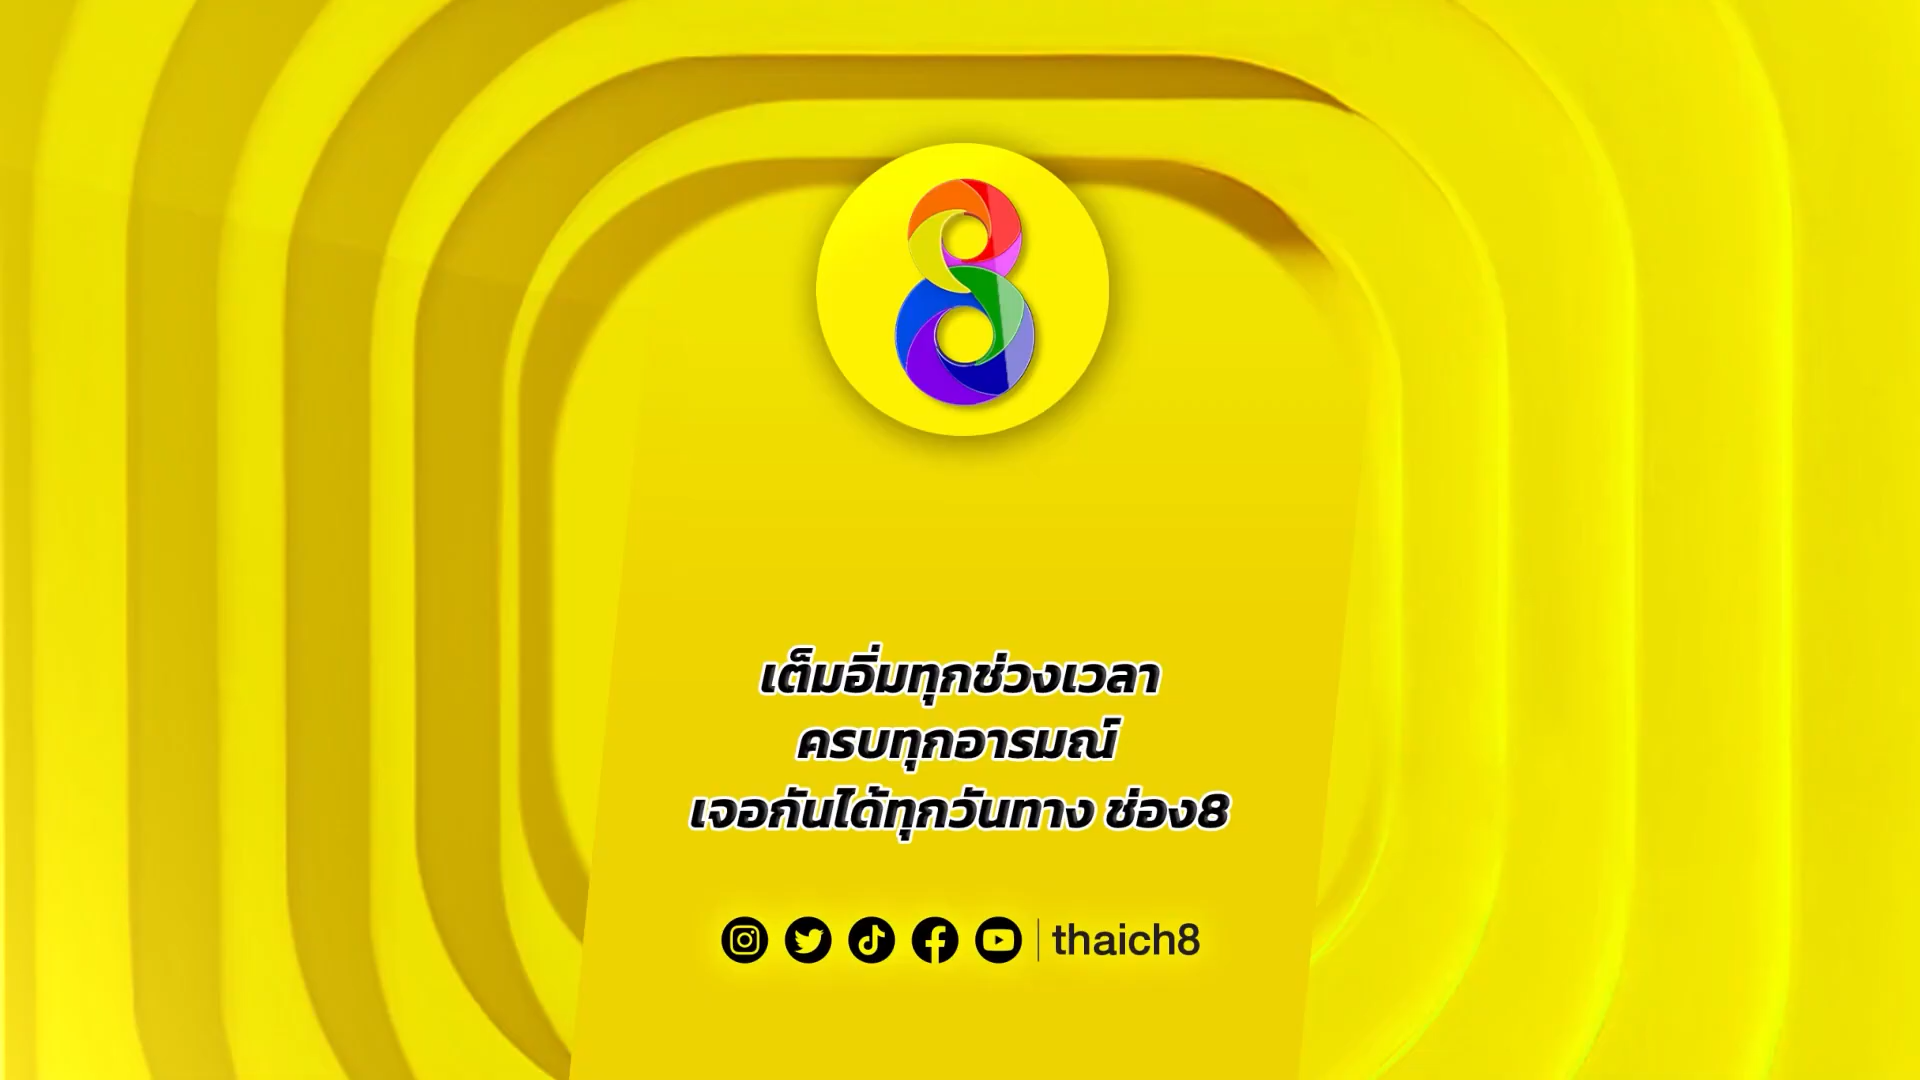 8
เต็มอิ่มทุกช่วงเวลา
ครบทุกอารมณ์
เจอกันได้ทุกวันทาง ช่อง8
thaich8